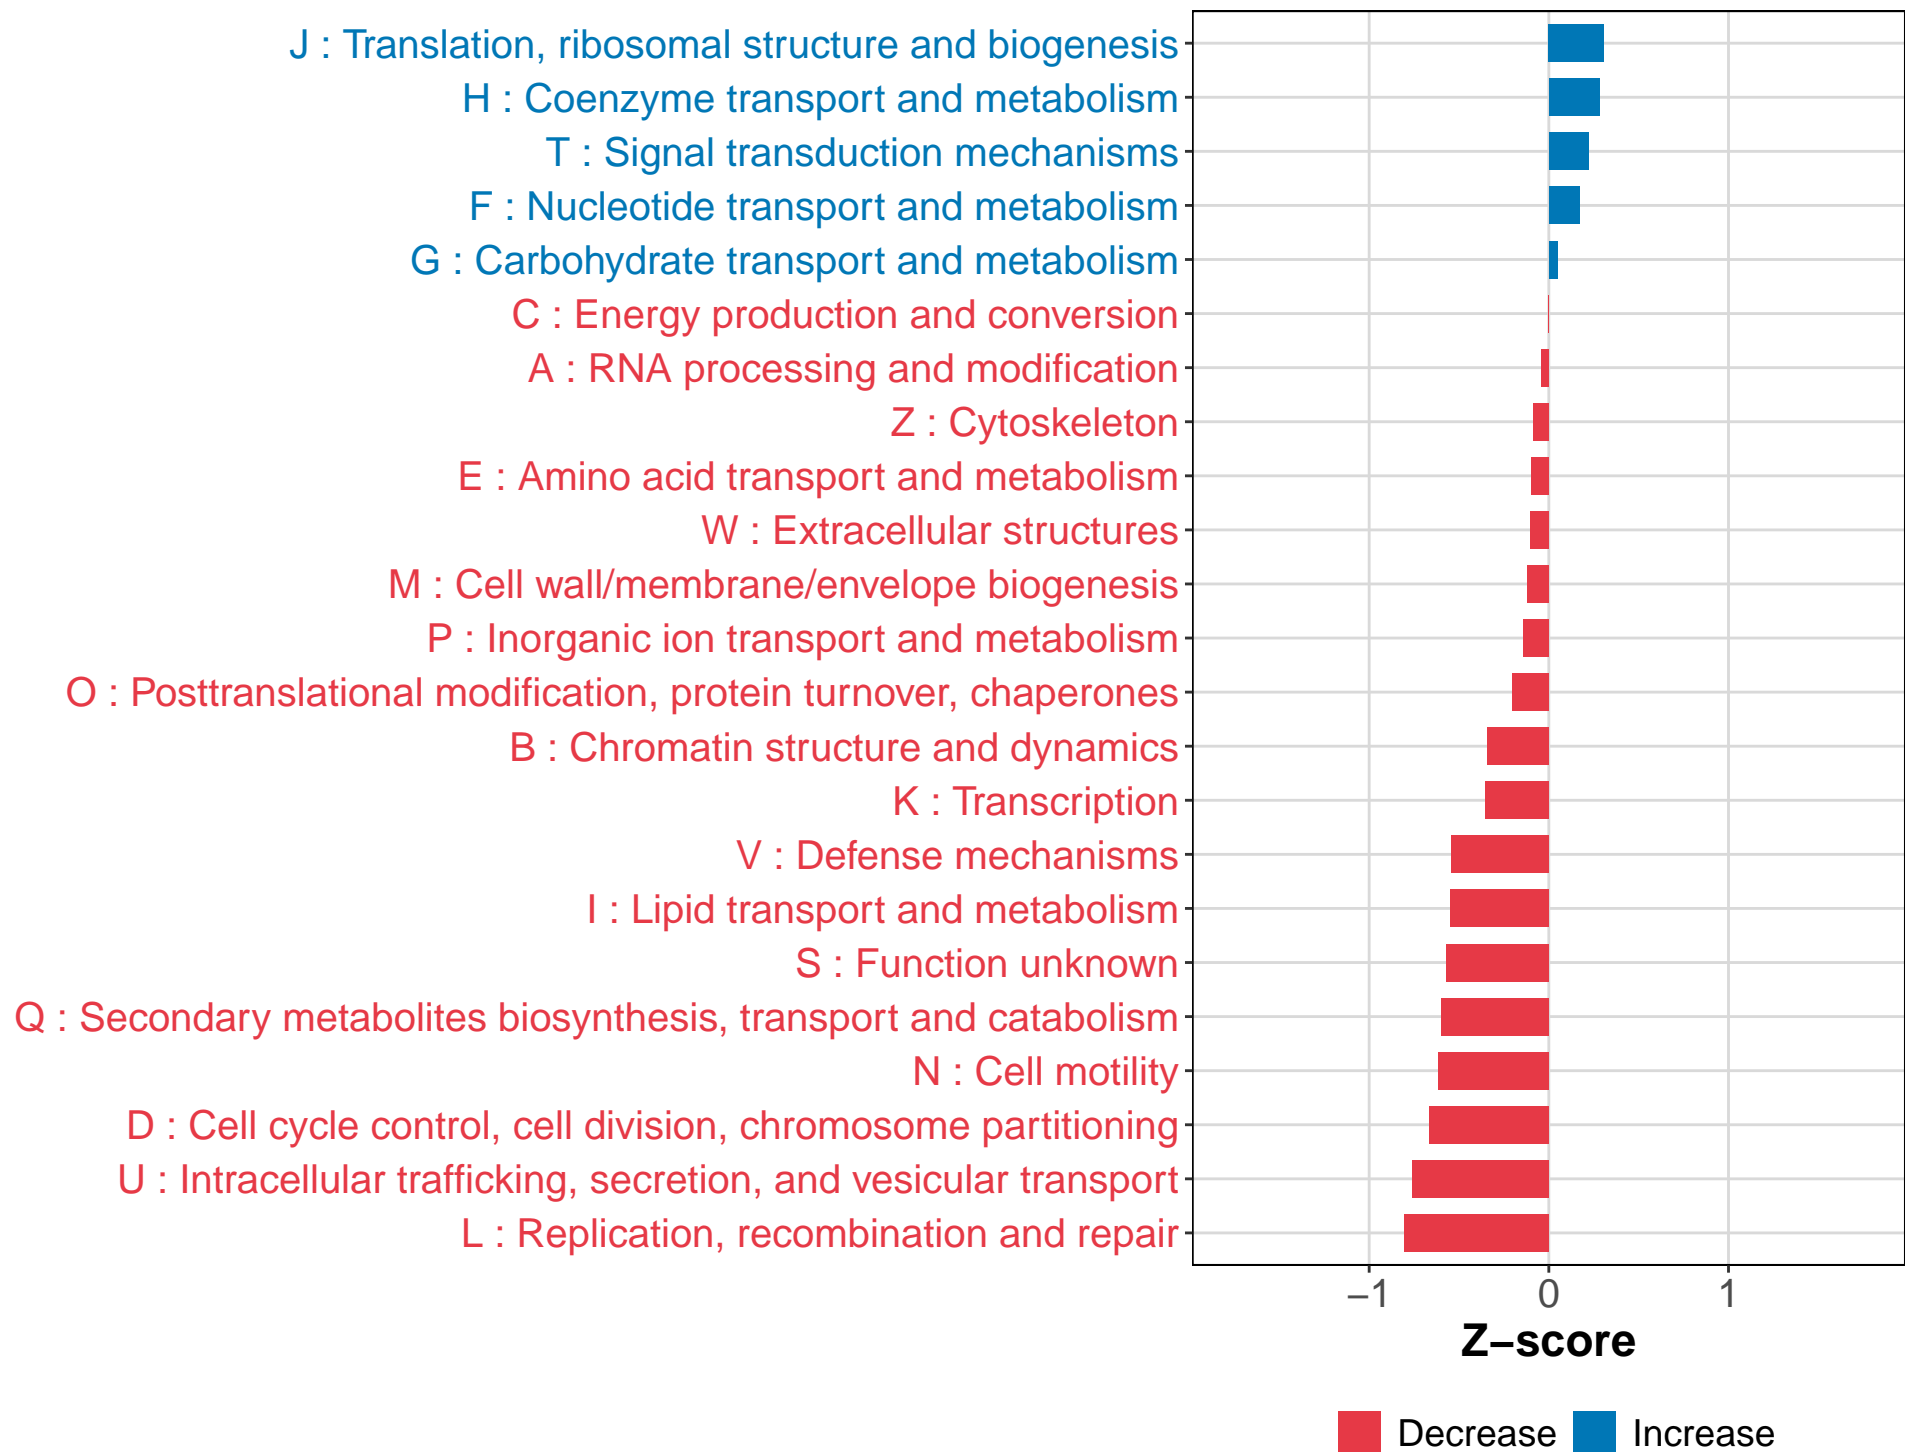 J : Translation, ribosomal structure and biogenesis
H : Coenzyme transport and metabolism
T : Signal transduction mechanisms
F : Nucleotide transport and metabolism
G : Carbohydrate transport and metabolism
C : Energy production and conversion
A : RNA processing and modification
Z : Cytoskeleton
E : Amino acid transport and metabolism
W : Extracellular structures
M : Cell wall/membrane/envelope biogenesis
P : Inorganic ion transport and metabolism
O : Posttranslational modification, protein turnover, chaperones
B : Chromatin structure and dynamics
K : Transcription
V : Defense mechanisms
I : Lipid transport and metabolism
S : Function unknown
Q : Secondary metabolites biosynthesis, transport and catabolism
N : Cell motility
D : Cell cycle control, cell division, chromosome partitioning
U : Intracellular trafficking, secretion, and vesicular transport
L : Replication, recombination and repair
−1 0 1
Z−score
Decrease Increase